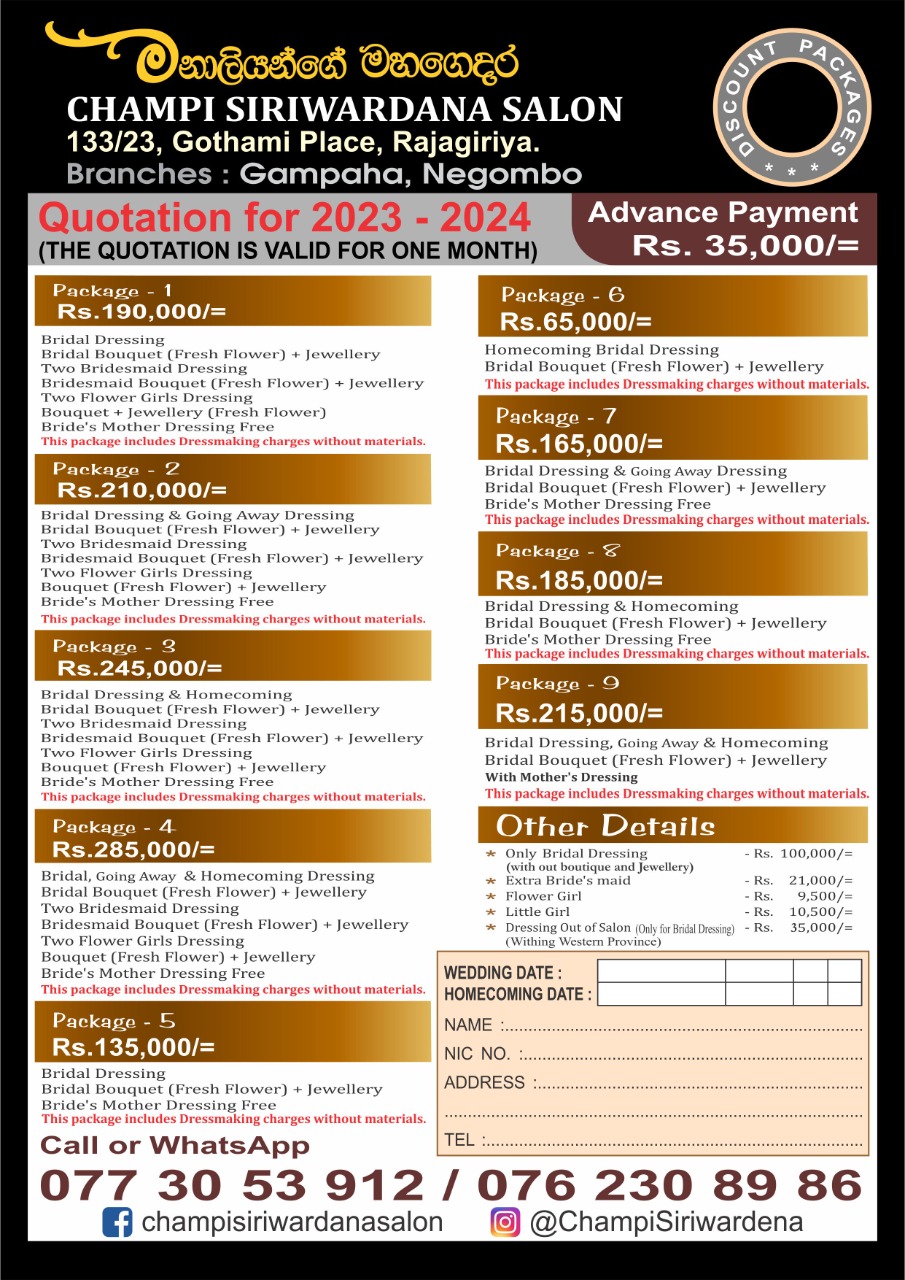 මනාලියන්ගේ මහගෙදර
CHAMPI SIRIWARDANA SALON
133/23, Gothami Place, Rajagiriya.
Branches : Gampaha, Negombo
DISCOUNT PACKAGES
* * *
Quotation for 2023 - 2024
(THE QUOTATION IS VALID FOR ONE MONTH)
Advance Payment
Rs. 35,000/=
Package - 1
Rs.190,000/=
Bridal Dressing
Bridal Bouquet (Fresh Flower) + Jewellery
Two Bridesmaid Dressing
Bridesmaid Bouquet (Fresh Flower) + Jewellery
Two Flower Girls Dressing
Bouquet + Jewellery (Fresh Flower)
Bride's Mother Dressing Free
This package includes Dressmaking charges without materials.
Package - 2
Rs.210,000/=
Bridal Dressing & Going Away Dressing
Bridal Bouquet (Fresh Flower) + Jewellery
Two Bridesmaid Dressing
Bridesmaid Bouquet (Fresh Flower) + Jewellery
Two Flower Girls Dressing
Bouquet (Fresh Flower) + Jewellery
Bride's Mother Dressing Free
This package includes Dressmaking charges without materials.
Package - 3
Rs.245,000/=
Bridal Dressing & Homecoming
Bridal Bouquet (Fresh Flower) + Jewellery
Two Bridesmaid Dressing
Bridesmaid Bouquet (Fresh Flower) + Jewellery
Two Flower Girls Dressing
Bouquet (Fresh Flower) + Jewellery
Bride's Mother Dressing Free
This package includes Dressmaking charges without materials.
Package - 4
Rs.285,000/=
Bridal, Going Away & Homecoming Dressing
Bridal Bouquet (Fresh Flower) + Jewellery
Two Bridesmaid Dressing
Bridesmaid Bouquet (Fresh Flower) + Jewellery
Two Flower Girls Dressing
Bouquet (Fresh Flower) + Jewellery
Bride's Mother Dressing Free
This package includes Dressmaking charges without materials.
Package - 5
Rs.135,000/=
Bridal Dressing
Bridal Bouquet (Fresh Flower) + Jewellery
Bride's Mother Dressing Free
This package includes Dressmaking charges without materials.
Package - 6
Rs.65,000/=
Homecoming Bridal Dressing
Bridal Bouquet (Fresh Flower) + Jewellery
This package includes Dressmaking charges without materials.
Package - 7
Rs.165,000/=
Bridal Dressing & Going Away Dressing
Bridal Bouquet (Fresh Flower) + Jewellery
Bride's Mother Dressing Free
This package includes Dressmaking charges without materials.
Package - 8
Rs.185,000/=
Bridal Dressing & Homecoming
Bridal Bouquet (Fresh Flower) + Jewellery
Bride's Mother Dressing Free
This package includes Dressmaking charges without materials.
Package - 9
Rs.215,000/=
Bridal Dressing, Going Away & Homecoming
Bridal Bouquet (Fresh Flower) + Jewellery
With Mother's Dressing
This package includes Dressmaking charges without materials.
Other Details
* Only Bridal Dressing - Rs. 100,000/=
(with out boutique and Jewellery)
* Extra Bride's maid - Rs. 21,000/=
* Flower Girl - Rs. 9,500/=
* Little Girl - Rs. 10,500/=
* Dressing Out of Salon (Only for Bridal Dressing) - Rs. 35,000/=
(Withing Western Province)
WEDDING DATE :
HOMECOMING DATE :
NAME :
NIC NO. :
ADDRESS :
TEL :
Call or WhatsApp
077 30 53 912 / 076 230 89 86
champisiriwardanasalon @ChampiSiriwardena